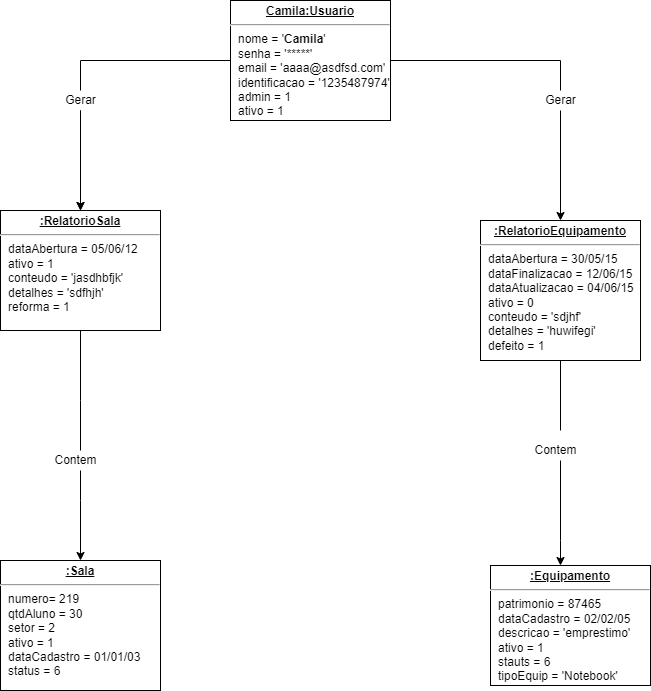 Camila:Usuario
nome = 'Camila'
senha = '*****'
email = 'aaaa@asdfsd.com'
identificacao = '1235487974'
admin = 1
ativo = 1
Gerar
Gerar
:RelatorioSala
dataAbertura = 05/06/12
ativo = 1
conteudo = 'jasdhbfjk'
detalhes = 'sdfhjh'
reforma = 1
:RelatorioEquipamento
dataAbertura = 30/05/15
dataFinalizacao = 12/06/15
dataAtualizacao = 04/06/15
ativo = 0
conteudo = 'sdjhf'
detalhes = 'huwifegi'
defeito = 1
Contem
Contem
:Sala
numero= 219
qtdAluno = 30
setor = 2
ativo = 1
dataCadastro = 01/01/03
status = 6
:Equipamento
patrimonio = 87465
dataCadastro = 02/02/05
descricao = 'emprestimo'
ativo = 1
stauts = 6
tipoEquip = 'Notebook'